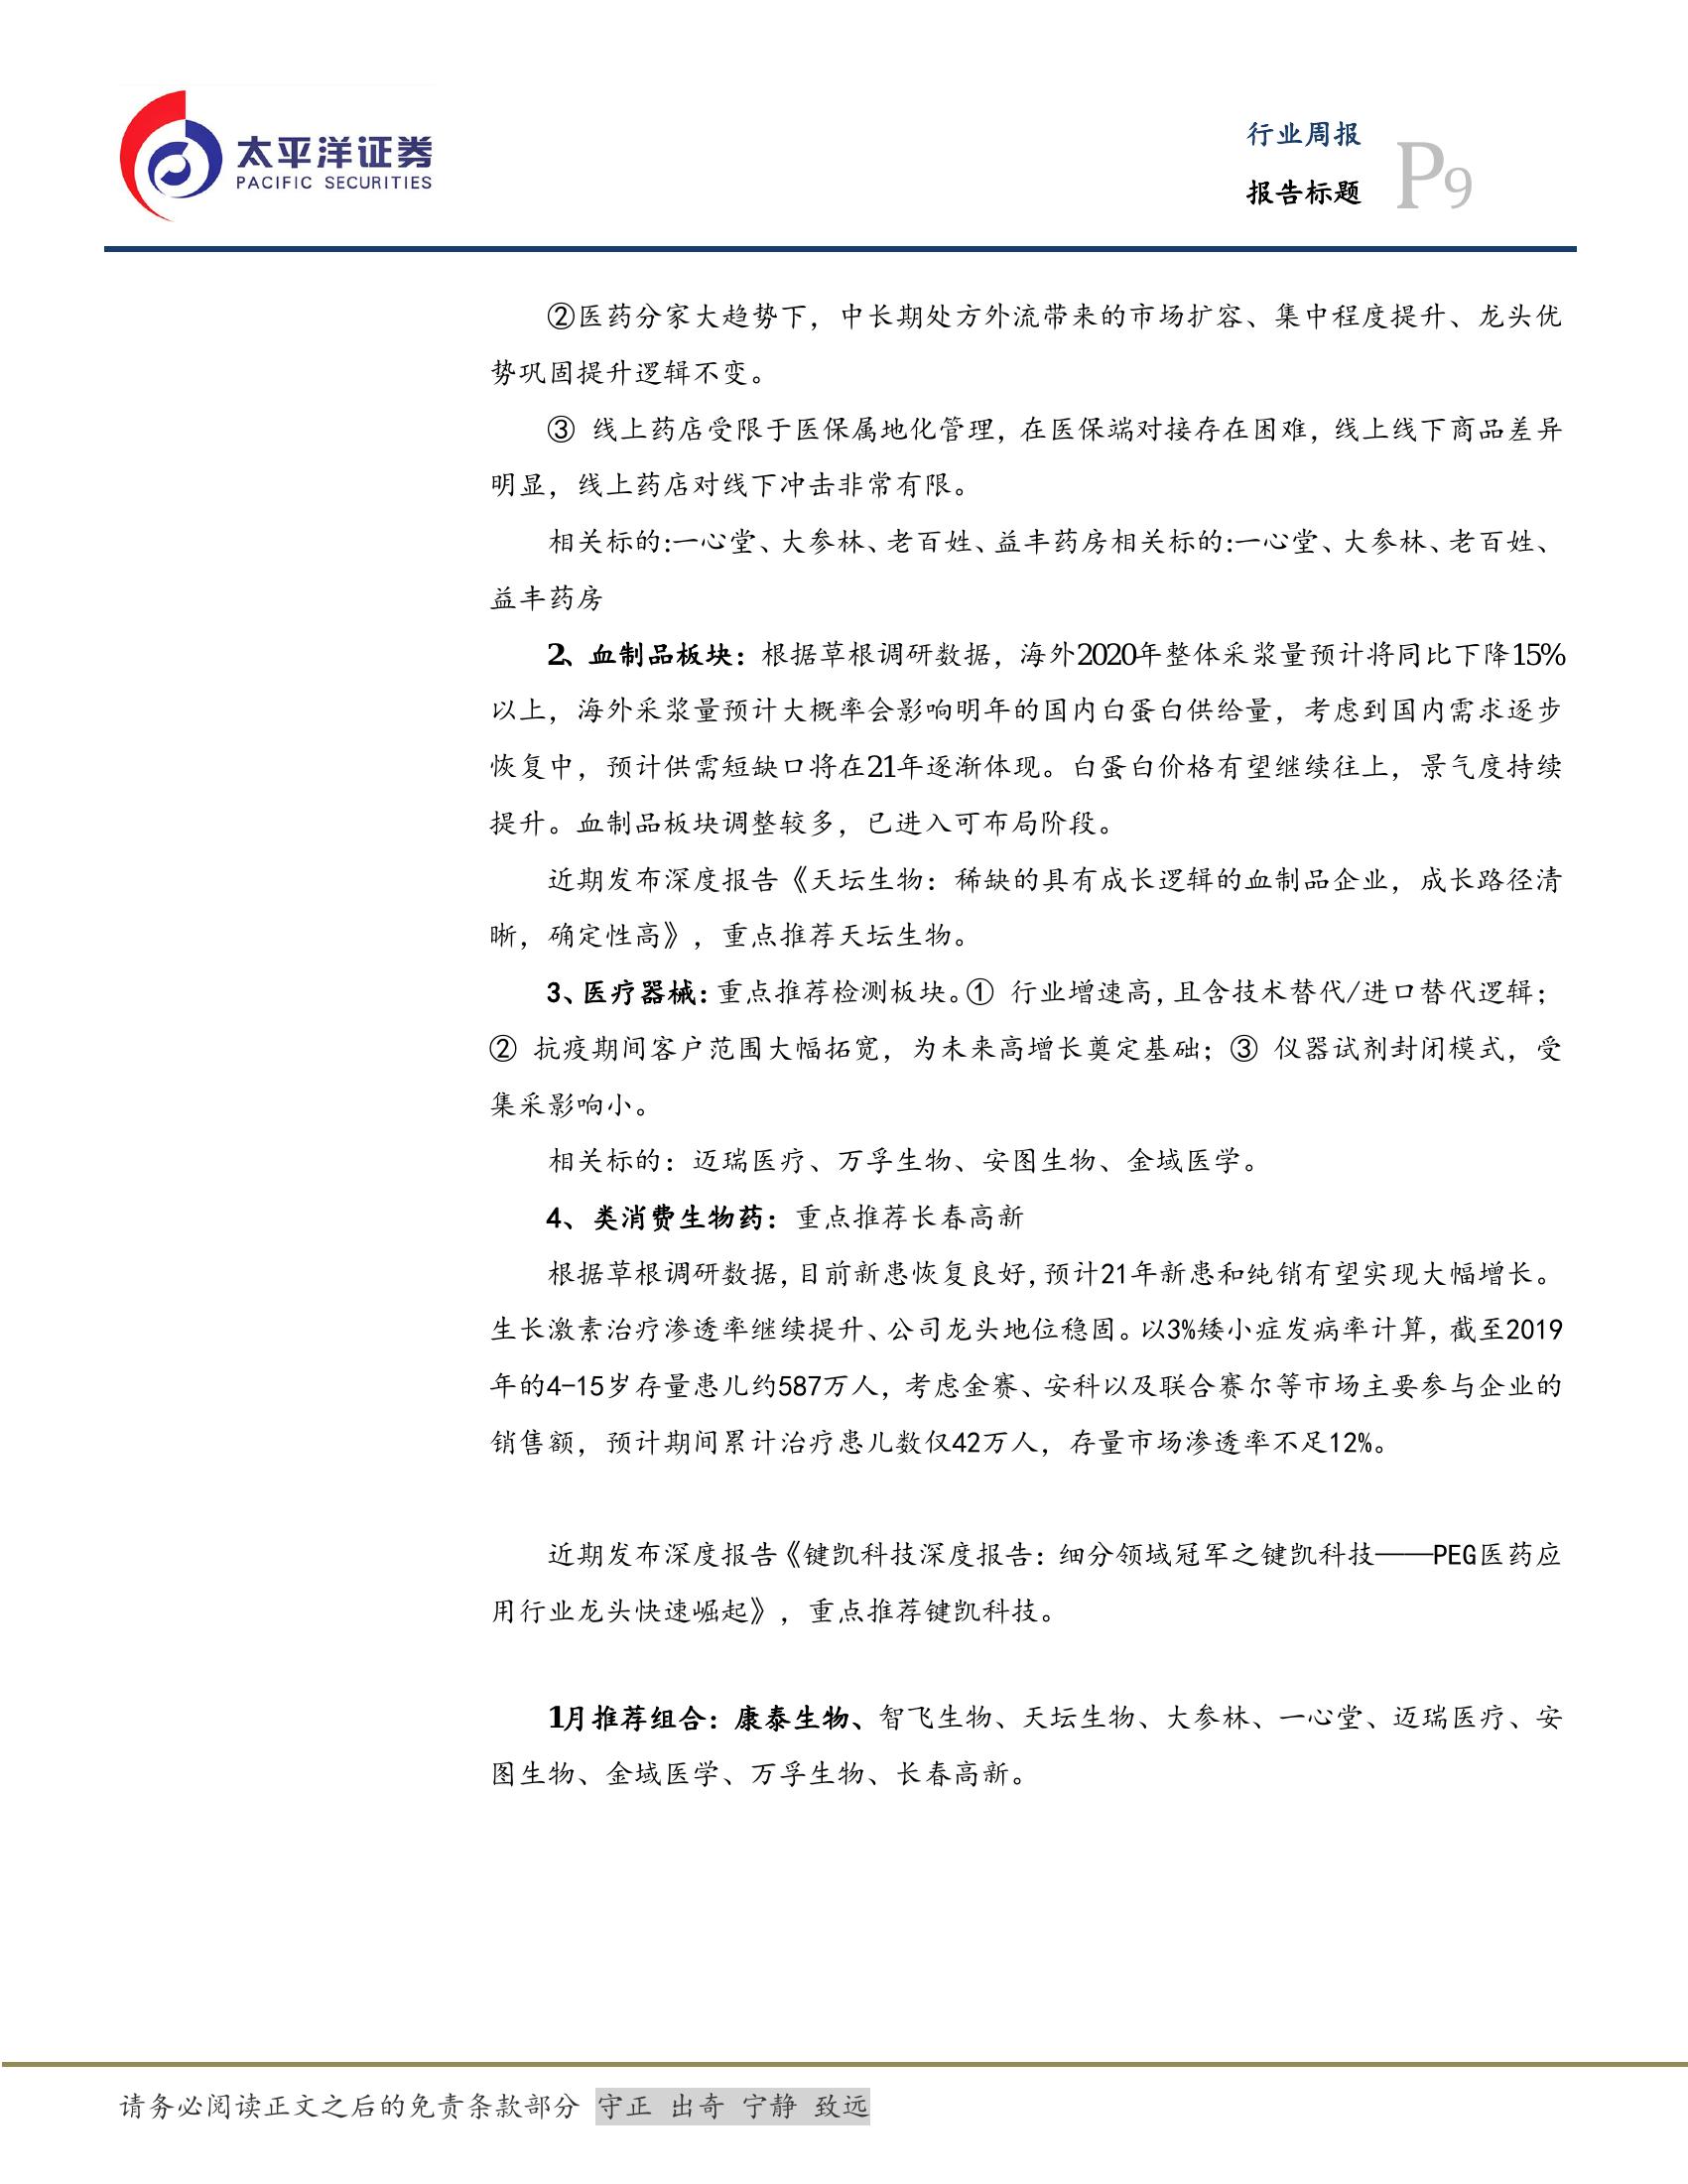 太平洋证券
PACIFIC SECURITIES
行业周报
报告标题
P9
②医药分家大趋势下，中长期处方外流带来的市场扩容、集中程度提升、龙头优
势巩固提升逻辑不变。
③ 线上药店受限于医保属地化管理，在医保端对接存在困难，线上线下商品差异
明显，线上药店对线下冲击非常有限。
相关标的:一心堂、大参林、老百姓、益丰药房相关标的:一心堂、大参林、老百姓、
益丰药房
2、血制品板块：根据草根调研数据，海外2020年整体采浆量预计将同比下降15%
以上，海外采浆量预计大概率会影响明年的国内白蛋白供给量，考虑到国内需求逐步
恢复中，预计供需短缺口将在21年逐渐体现。白蛋白价格有望继续往上，景气度持续
提升。血制品板块调整较多，已进入可布局阶段。
近期发布深度报告《天坛生物：稀缺的具有成长逻辑的血制品企业，成长路径清
晰，确定性高》，重点推荐天坛生物。
3、医疗器械：重点推荐检测板块。① 行业增速高，且含技术替代/进口替代逻辑；
② 抗疫期间客户范围大幅拓宽，为未来高增长奠定基础；③ 仪器试剂封闭模式，受
集采影响小。
相关标的：迈瑞医疗、万孚生物、安图生物、金域医学。
4、类消费生物药：重点推荐长春高新
根据草根调研数据，目前新患恢复良好，预计21年新患和纯销有望实现大幅增长。
生长激素治疗渗透率继续提升、公司龙头地位稳固。以3%矮小症发病率计算，截至2019
年的4-15岁存量患儿约587万人，考虑金赛、安科以及联合赛尔等市场主要参与企业的
销售额，预计期间累计治疗患儿数仅42万人，存量市场渗透率不足12%。
近期发布深度报告《键凯科技深度报告：细分领域冠军之键凯科技——PEG医药应
用行业龙头快速崛起》，重点推荐键凯科技。
1月推荐组合：康泰生物、智飞生物、天坛生物、大参林、一心堂、迈瑞医疗、安
图生物、金域医学、万孚生物、长春高新。
请务必阅读正文之后的免责条款部分 守正 出奇 宁静 致远